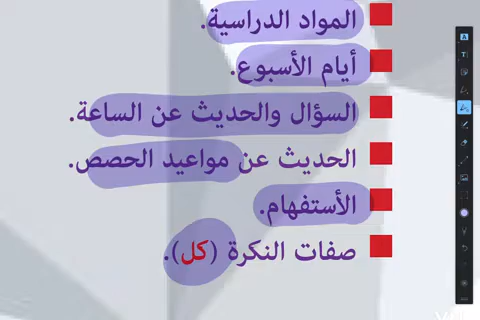 المواد الدراسية.
أيام الأسبوع.
السؤال والحديث عن الساعة.
الحديث عن مواعيد الحصص.
الأستفهام.
صفات النكرة (كل).